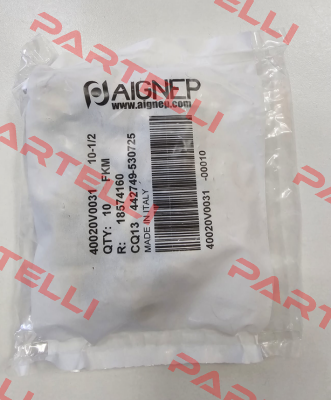 AIGNEP
www.aignep.com
40020V0031 10-1/2
QTY: 10 FKM
R: 18574160
CQ13 442749-530725
MADE IN ITALY
40020V0031 -00010
PARTELLI
PARTELLI
PARTELLI